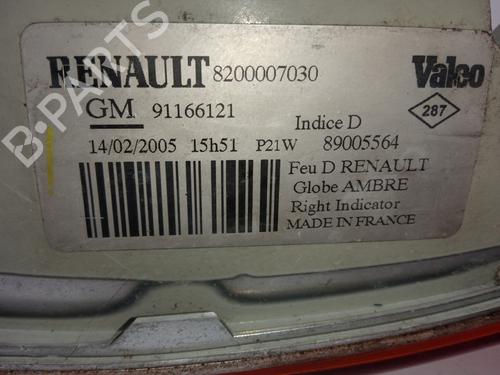 RENAULT 8200007030 Valeo
GM 91166121 Indice D 287
14/02/2005 15h51 P21W 89005564
Feu D RENAULT
Globe AMBRE
Right Indicator
MADE IN FRANCE
B-PARTS